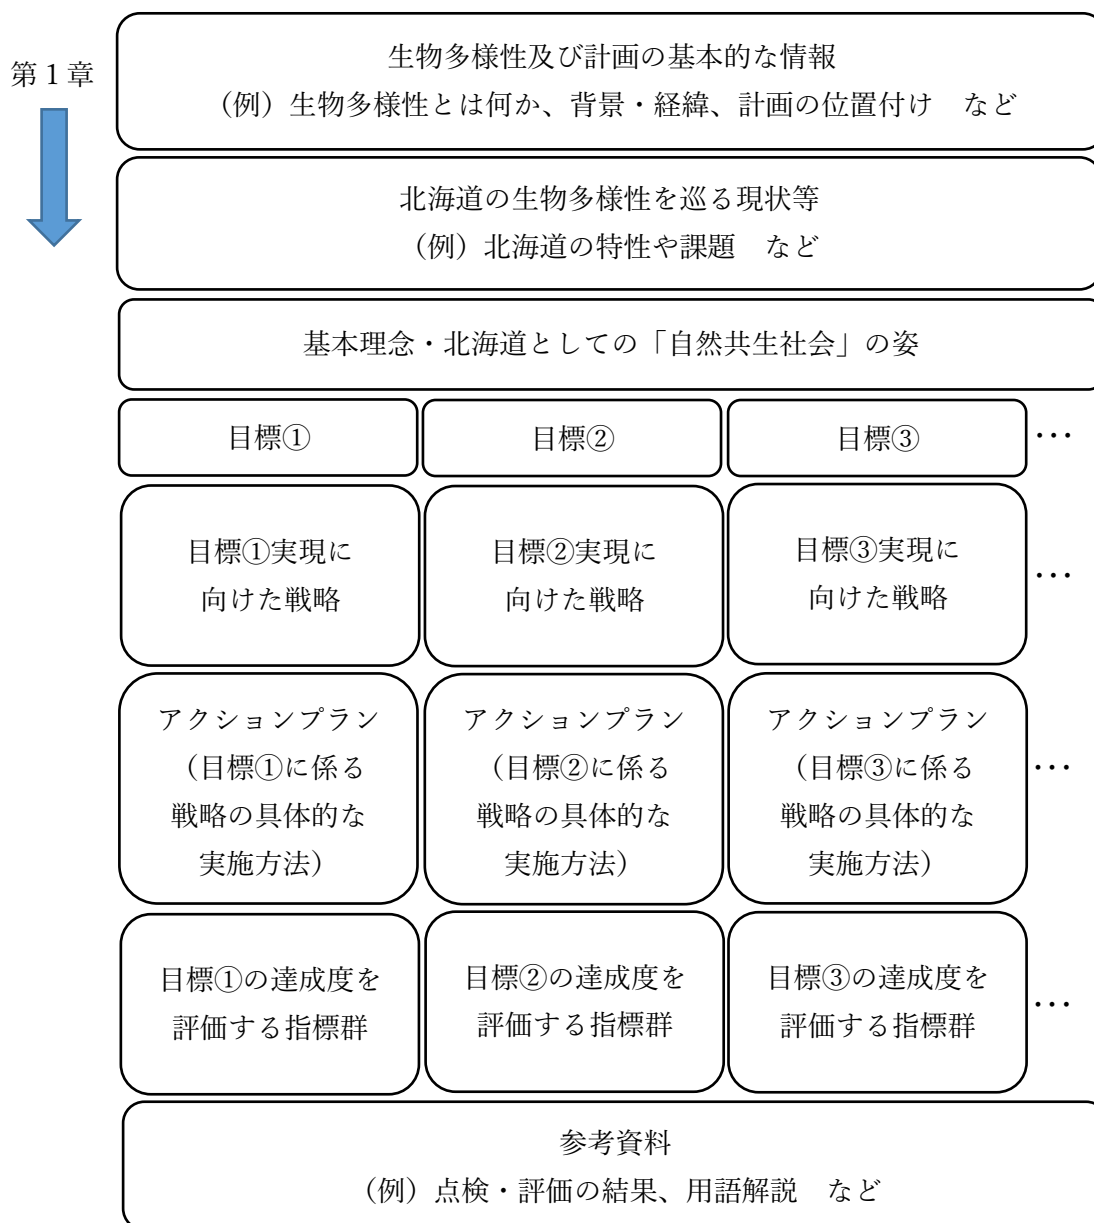 第１章
生物多様性及び計画の基本的な情報
（例）生物多様性とは何か、背景・経緯、計画の位置付け　など
北海道の生物多様性を巡る現状等
（例）北海道の特性や課題　など
基本理念・北海道としての「自然共生社会」の姿
目標①
目標②
目標③
…
目標①実現に
向けた戦略
目標②実現に
向けた戦略
目標③実現に
向けた戦略
…
アクションプラン
（目標①に係る
戦略の具体的な
実施方法）
アクションプラン
（目標②に係る
戦略の具体的な
実施方法）
アクションプラン
（目標③に係る
戦略の具体的な
実施方法）
…
目標①の達成度を
評価する指標群
目標②の達成度を
評価する指標群
目標③の達成度を
評価する指標群
…
参考資料
（例）点検・評価の結果、用語解説　など